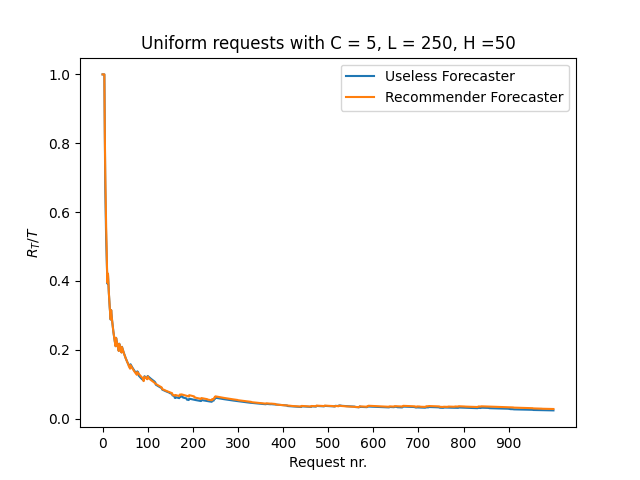 Uniform requests with C = 5, L = 250, H =50
Useless Forecaster
Recommender Forecaster
R_T/T
1.0
0.8
0.6
0.4
0.2
0.0
0 100 200 300 400 500 600 700 800 900
Request nr.